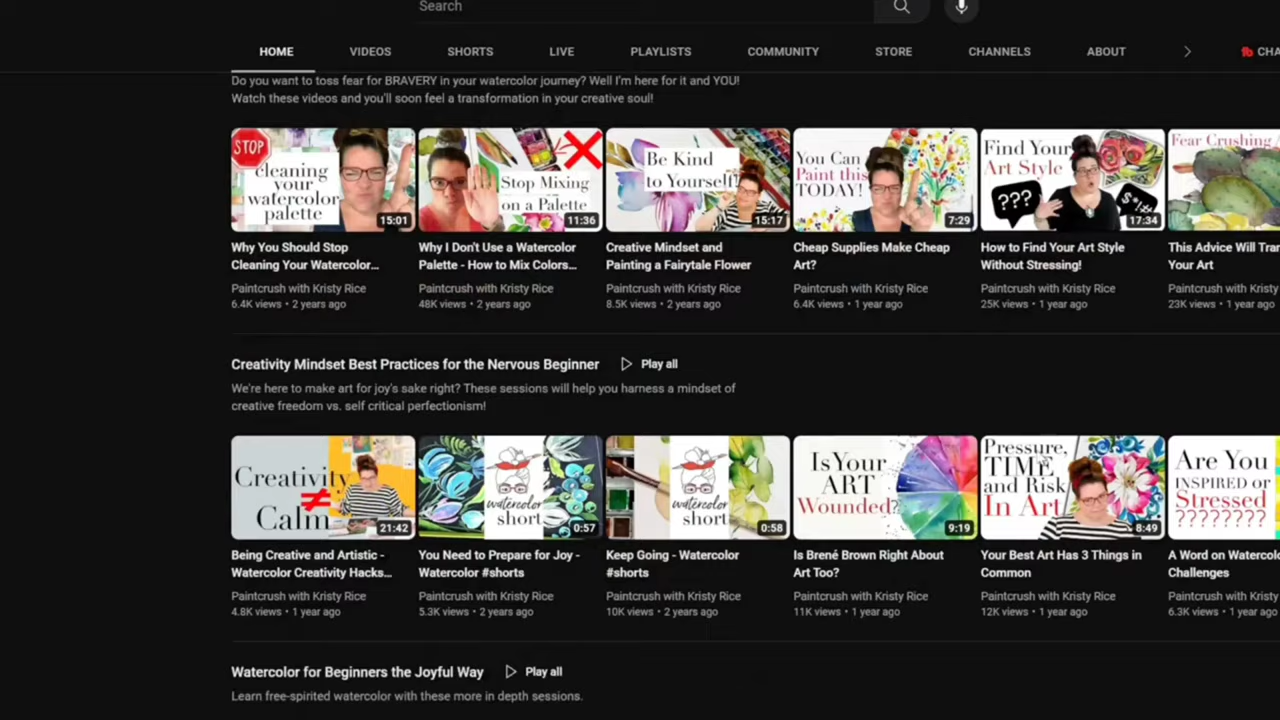 Search
HOME VIDEOS SHORTS LIVE PLAYLISTS COMMUNITY STORE CHANNELS ABOUT CHA
Do you want to toss fear for BRAVERY in your watercolor journey? Well I'm here for it and YOU!
Watch these videos and you'll soon feel a transformation in your creative soul!
STOP
cleaning
your
watercolor
palette
15:01
Stop Mixing
on a Palette
11:36
Be Kind
to Yourself!
15:17
You Can
Paint this
TODAY!
7:29
Find Your
Art Style
???
$*!
17:34
Fear Crushing
Why You Should Stop
Cleaning Your Watercolor...
Paintcrush with Kristy Rice
6.4K views • 2 years ago
Why I Don't Use a Watercolor
Palette - How to Mix Colors...
Paintcrush with Kristy Rice
48K views • 2 years ago
Creative Mindset and
Painting a Fairytale Flower
Paintcrush with Kristy Rice
8.5K views • 2 years ago
Cheap Supplies Make Cheap
Art?
Paintcrush with Kristy Rice
6.4K views • 1 year ago
How to Find Your Art Style
Without Stressing!
Paintcrush with Kristy Rice
25K views • 1 year ago
This Advice Will Tra
Your Art
Paintcrush with Kristy
23K views • 1 year ago
Creativity Mindset Best Practices for the Nervous Beginner Play all
We're here to make art for joy's sake right? These sessions will help you harness a mindset of
creative freedom vs. self critical perfectionism!
Creativity
≠
Calm
21:42
watercolor
short
0:57
watercolor
short
0:58
Is Your
ART
Wounded?
9:19
Pressure,
TIME
and Risk
In Art
8:49
Are You
INSPIRED or
Stressed
????????
Being Creative and Artistic -
Watercolor Creativity Hacks...
Paintcrush with Kristy Rice
4.8K views • 1 year ago
You Need to Prepare for Joy -
Watercolor #shorts
Paintcrush with Kristy Rice
5.3K views • 2 years ago
Keep Going - Watercolor
#shorts
Paintcrush with Kristy Rice
10K views • 2 years ago
Is Brené Brown Right About
Art Too?
Paintcrush with Kristy Rice
11K views • 1 year ago
Your Best Art Has 3 Things in
Common
Paintcrush with Kristy Rice
12K views • 1 year ago
A Word on Watercolo
Challenges
Paintcrush with Kristy
6.3K views • 1 year ago
Watercolor for Beginners the Joyful Way Play all
Learn free-spirited watercolor with these more in depth sessions.